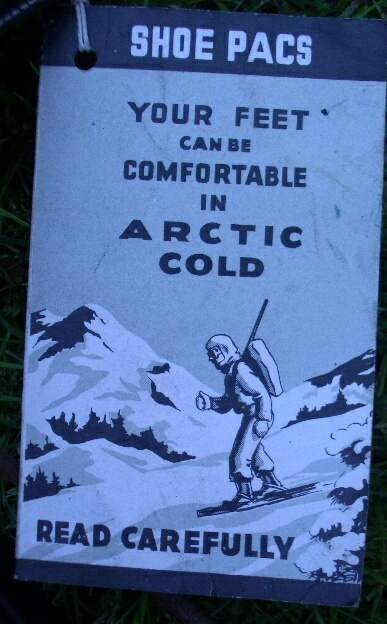 SHOE PACS
YOUR FEET
CAN BE
COMFORTABLE
IN
ARCTIC
COLD
READ CAREFULLY